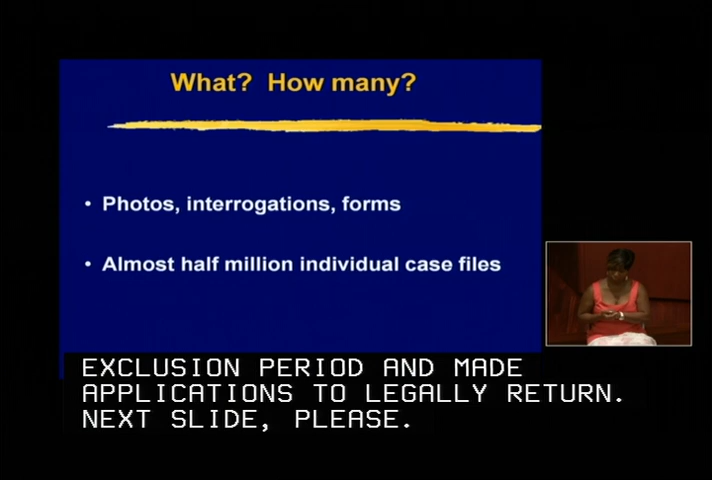 What? How many?
• Photos, interrogations, forms
• Almost half million individual case files
EXCLUSION PERIOD AND MADE
APPLICATIONS TO LEGALLY RETURN.
NEXT SLIDE, PLEASE.